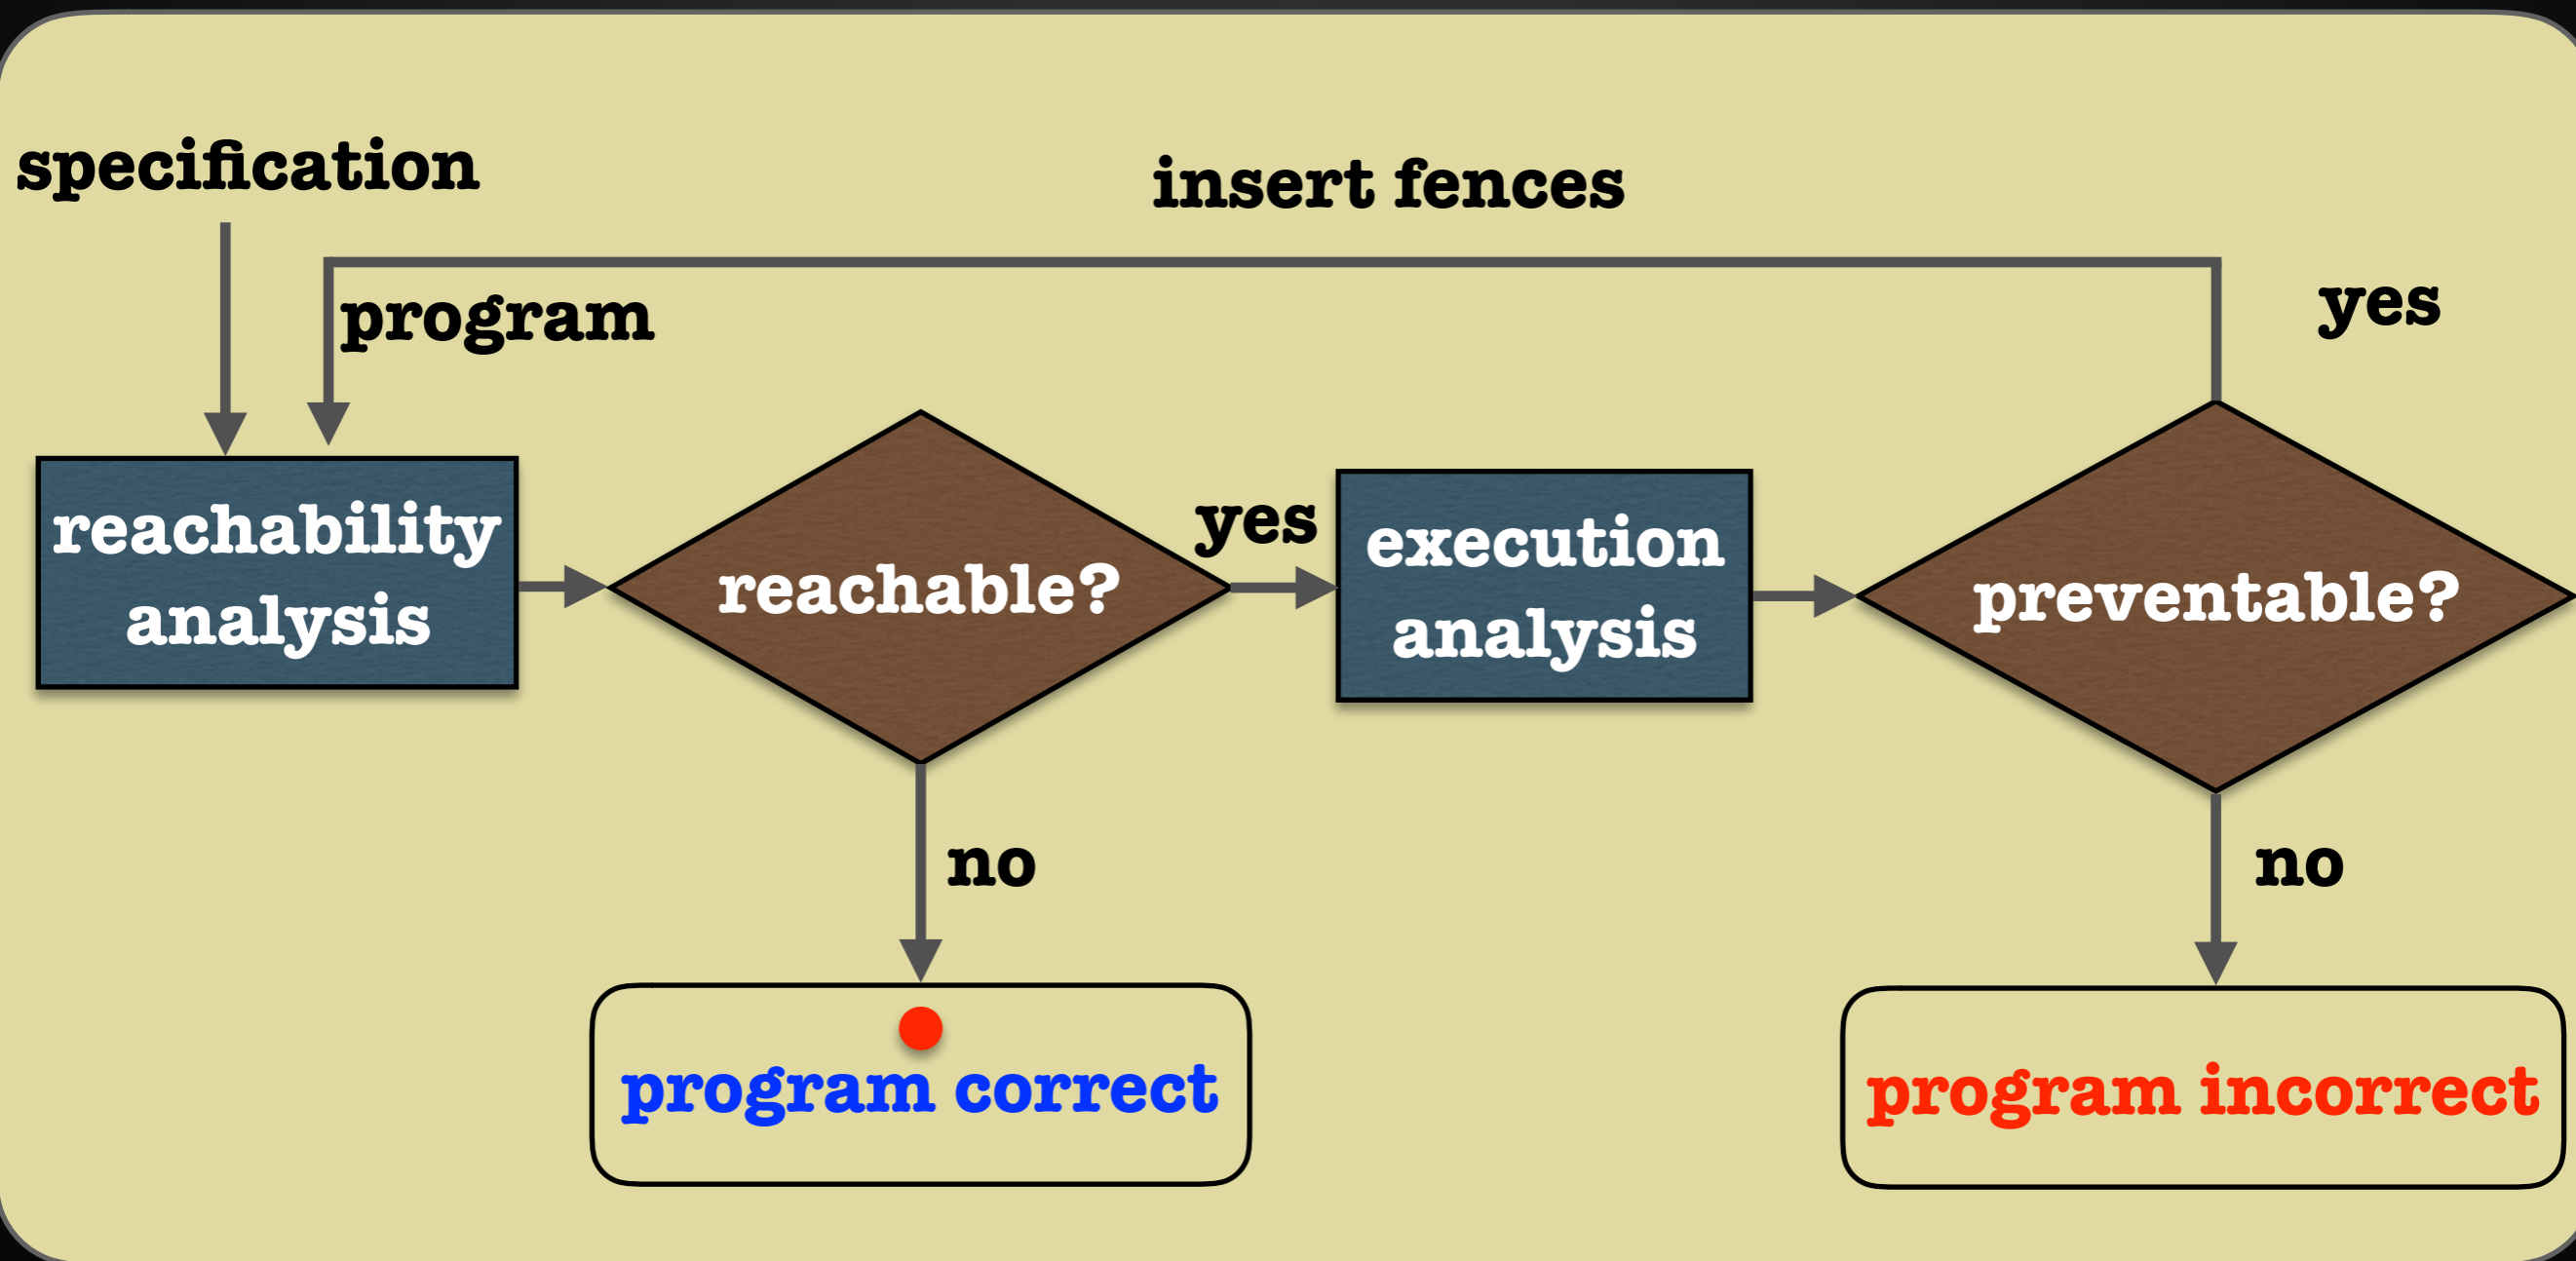 specification
insert fences
program
yes
reachability
analysis
reachable?
yes
execution
analysis
preventable?
no
no
program correct
program incorrect